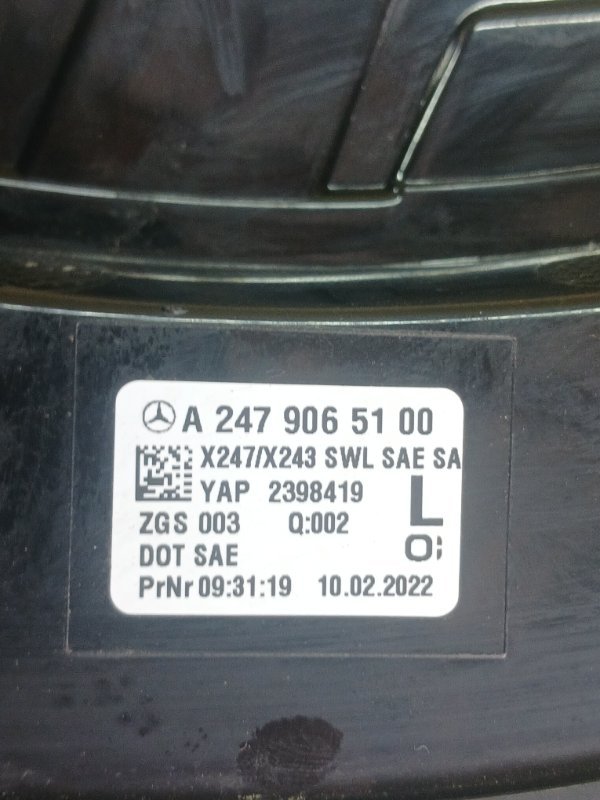 A 247 906 51 00
X247/X243 SWL SAE SA
YAP 2398419
L
ZGS 003 Q:002
O;
DOT SAE
PrNr 09:31:19 10.02.2022